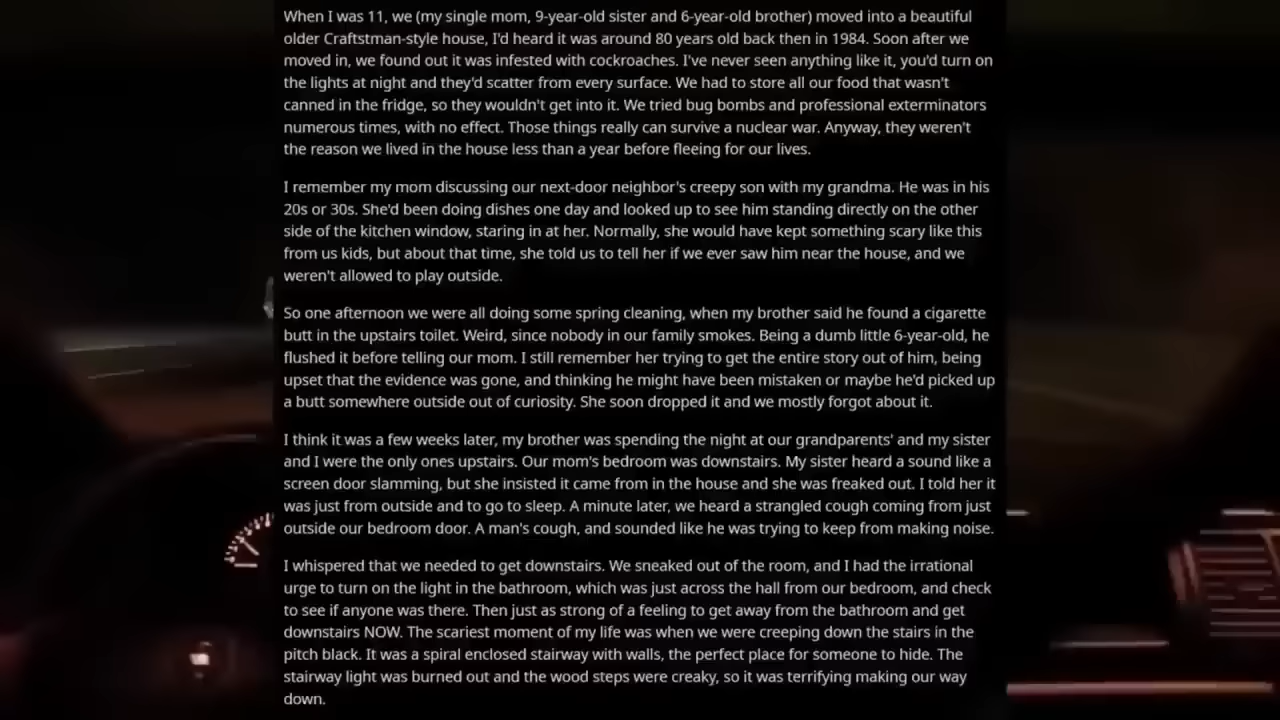 When I was 11, we (my single mom, 9-year-old sister and 6-year-old brother) moved into a beautiful
older Craftstman-style house, I'd heard it was around 80 years old back then in 1984. Soon after we
moved in, we found out it was infested with cockroaches. I've never seen anything like it, you'd turn on
the lights at night and they'd scatter from every surface. We had to store all our food that wasn't
canned in the fridge, so they wouldn't get into it. We tried bug bombs and professional exterminators
numerous times, with no effect. Those things really can survive a nuclear war. Anyway, they weren't
the reason we lived in the house less than a year before fleeing for our lives.
I remember my mom discussing our next-door neighbor's creepy son with my grandma. He was in his
20s or 30s. She'd been doing dishes one day and looked up to see him standing directly on the other
side of the kitchen window, staring in at her. Normally, she would have kept something scary like this
from us kids, but about that time, she told us to tell her if we ever saw him near the house, and we
weren't allowed to play outside.
So one afternoon we were all doing some spring cleaning, when my brother said he found a cigarette
butt in the upstairs toilet. Weird, since nobody in our family smokes. Being a dumb little 6-year-old, he
flushed it before telling our mom. I still remember her trying to get the entire story out of him, being
upset that the evidence was gone, and thinking he might have been mistaken or maybe he'd picked up
a butt somewhere outside out of curiosity. She soon dropped it and we mostly forgot about it.
I think it was a few weeks later, my brother was spending the night at our grandparents' and my sister
and I were the only ones upstairs. Our mom's bedroom was downstairs. My sister heard a sound like a
screen door slamming, but she insisted it came from in the house and she was freaked out. I told her it
was just from outside and to go to sleep. A minute later, we heard a strangled cough coming from just
outside our bedroom door. A man's cough, and sounded like he was trying to keep from making noise.
I whispered that we needed to get downstairs. We sneaked out of the room, and I had the irrational
urge to turn on the light in the bathroom, which was just across the hall from our bedroom, and check
to see if anyone was there. Then just as strong of a feeling to get away from the bathroom and get
downstairs NOW. The scariest moment of my life was when we were creeping down the stairs in the
pitch black. It was a spiral enclosed stairway with walls, the perfect place for someone to hide. The
stairway light was burned out and the wood steps were creaky, so it was terrifying making our way
down.